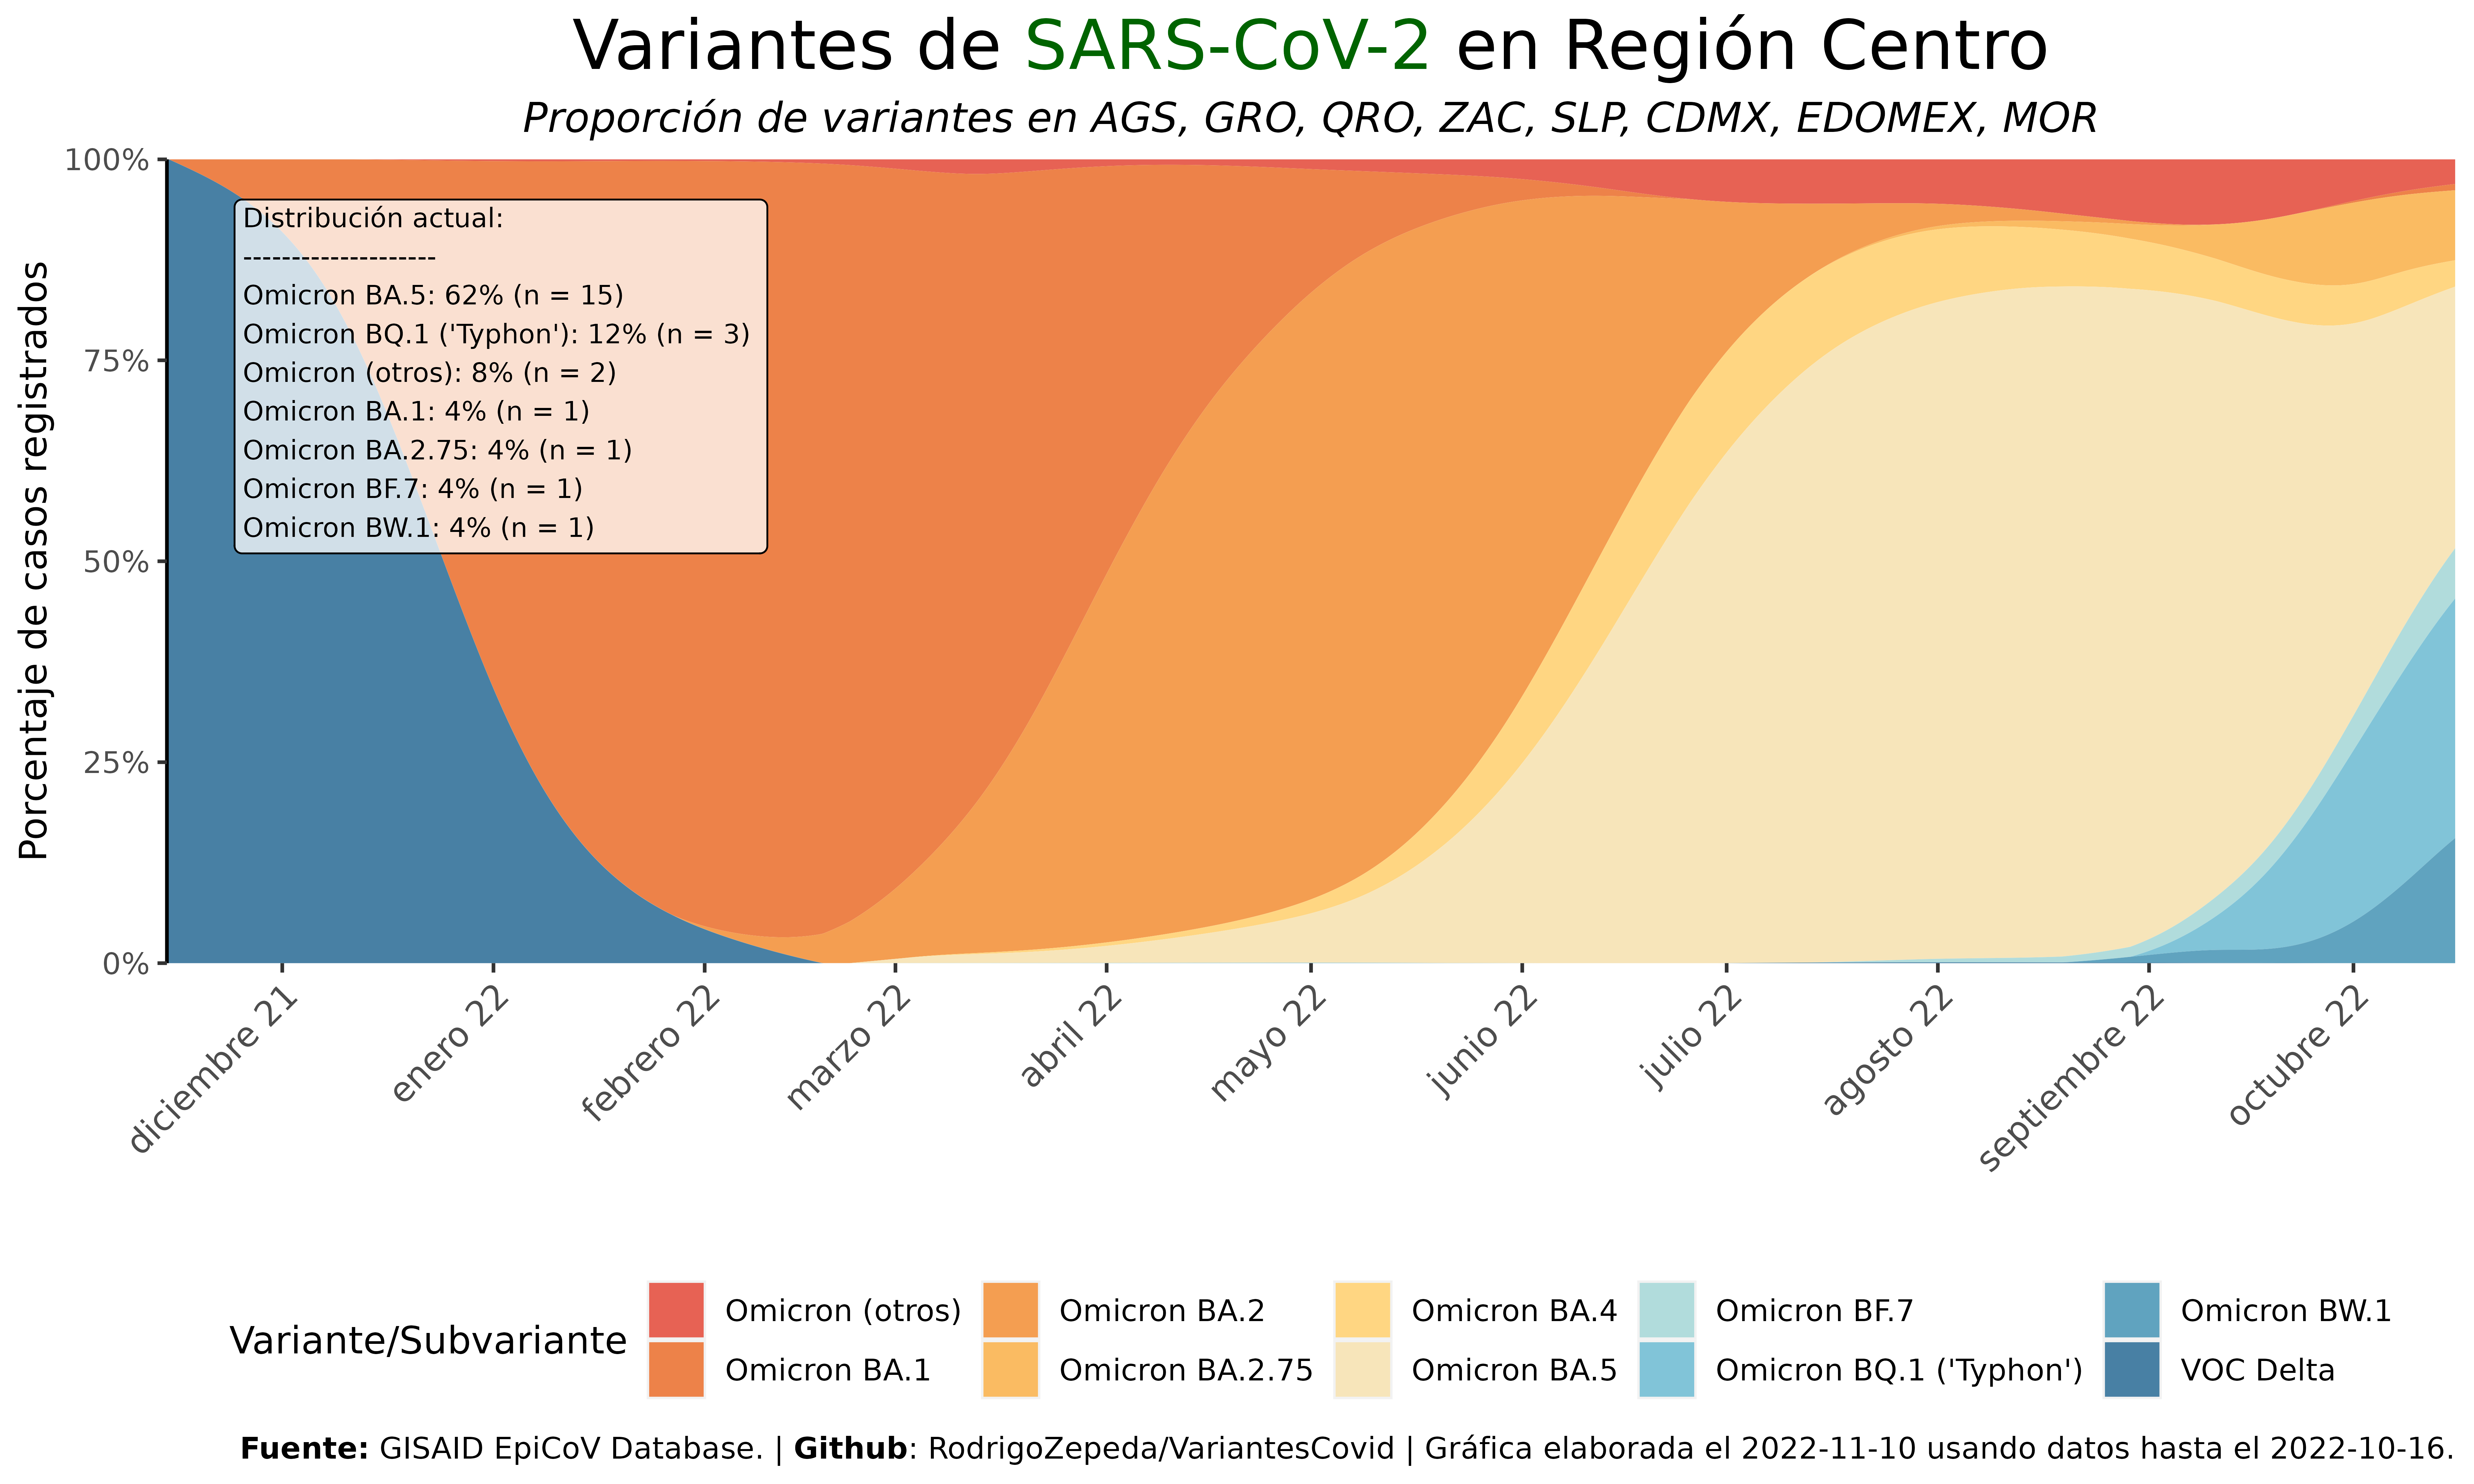 Variantes de SARS-CoV-2 en Región Centro
Proporción de variantes en AGS, GRO, QRO, ZAC, SLP, CDMX, EDOMEX, MOR
Porcentaje de casos registrados
100%
75%
50%
25%
0%
Distribución actual:
--------------------
Omicron BA.5: 62% (n = 15)
Omicron BQ.1 ('Typhon'): 12% (n = 3)
Omicron (otros): 8% (n = 2)
Omicron BA.1: 4% (n = 1)
Omicron BA.2.75: 4% (n = 1)
Omicron BF.7: 4% (n = 1)
Omicron BW.1: 4% (n = 1)
diciembre 21
enero 22
febrero 22
marzo 22
abril 22
mayo 22
junio 22
julio 22
agosto 22
septiembre 22
octubre 22
Variante/Subvariante
Omicron (otros)
Omicron BA.1
Omicron BA.2
Omicron BA.2.75
Omicron BA.4
Omicron BA.5
Omicron BF.7
Omicron BQ.1 ('Typhon')
Omicron BW.1
VOC Delta
Fuente: GISAID EpiCoV Database. | Github: RodrigoZepeda/VariantesCovid | Gráfica elaborada el 2022-11-10 usando datos hasta el 2022-10-16.